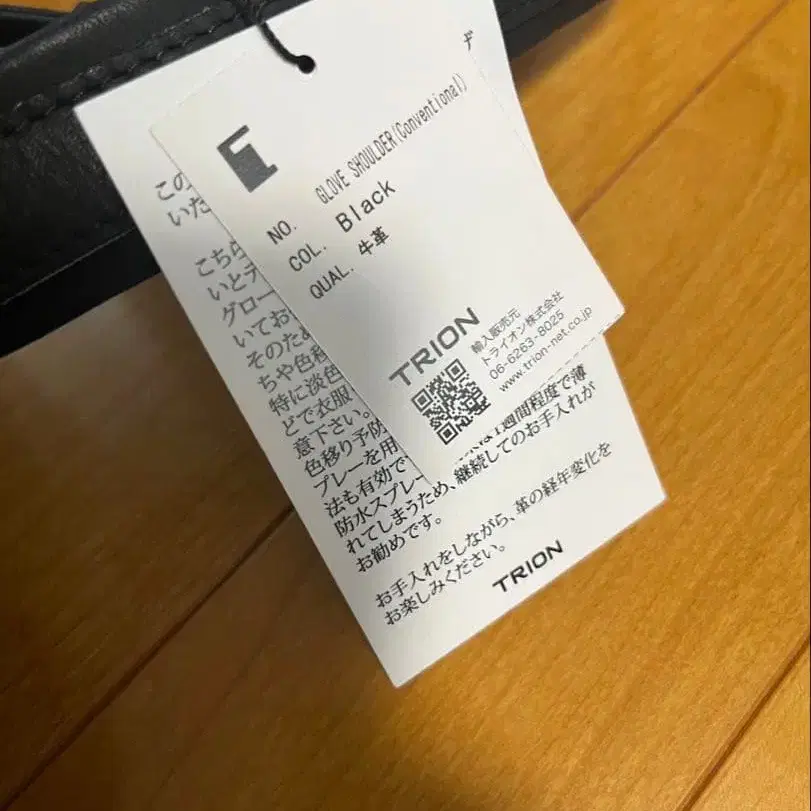 NO. GLOVE SHOULDER(Conventional)
COL. Black
QUAL. 牛革
TRION
輸入販売元
トライオン株式会社
06-6263-8025
www.trion-net.co.jp
デ
この
いた
こちら
いとデ
グロー
いてお
そのため
ちや色移
特に淡色
どで衣服
意下さい。
色移り予防
プレーを用
法も有効で
防水スプレー は1週間程度で薄
れてしまうため、継続してのお手入れが
お勧めです。
お手入れをしながら、革の経年変化を
お楽しみください。
TRION